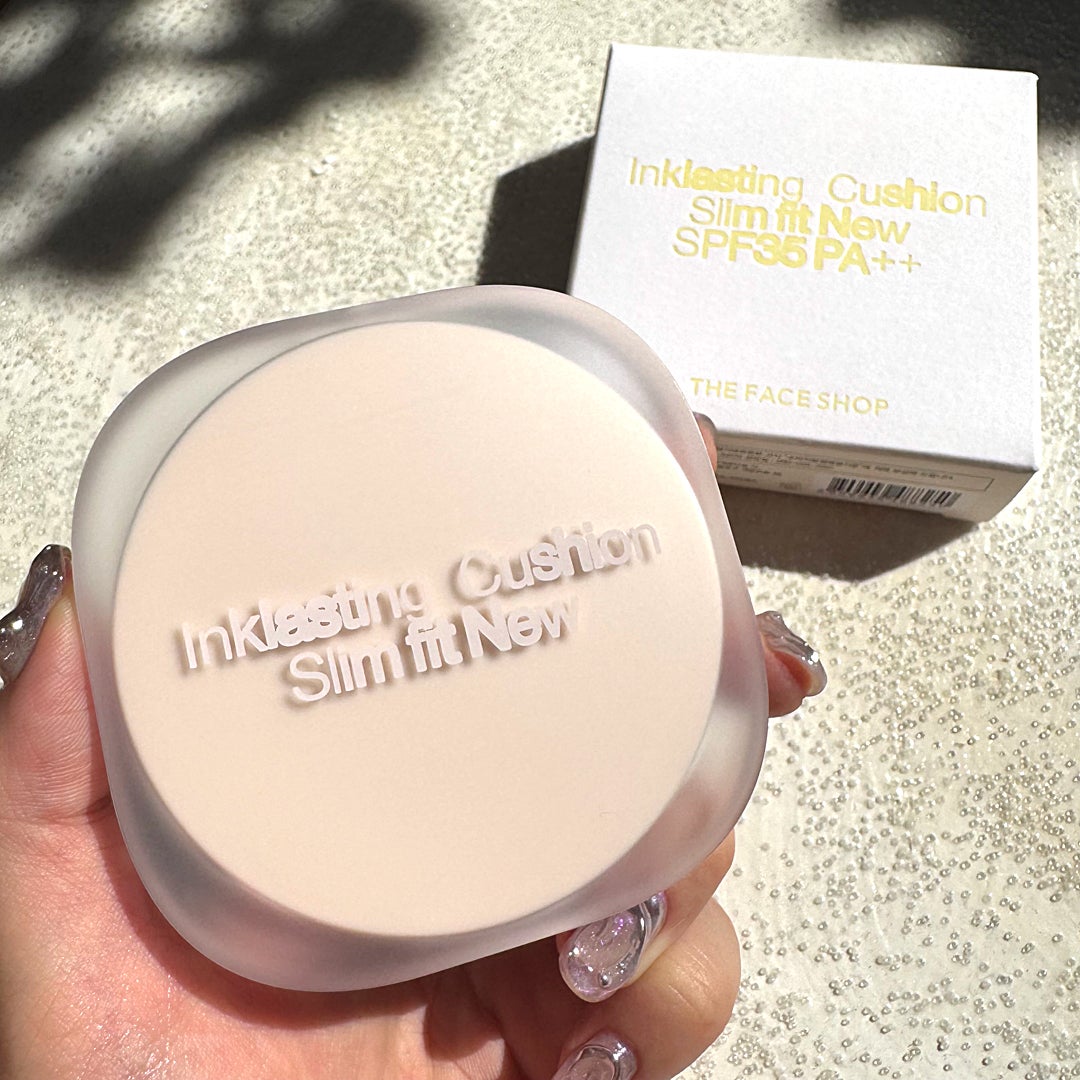 Inklasting Cushion
Slim fit New
SPF35 PA++
THE FACE SHOP
Inklasting Cushion
Slim fit New